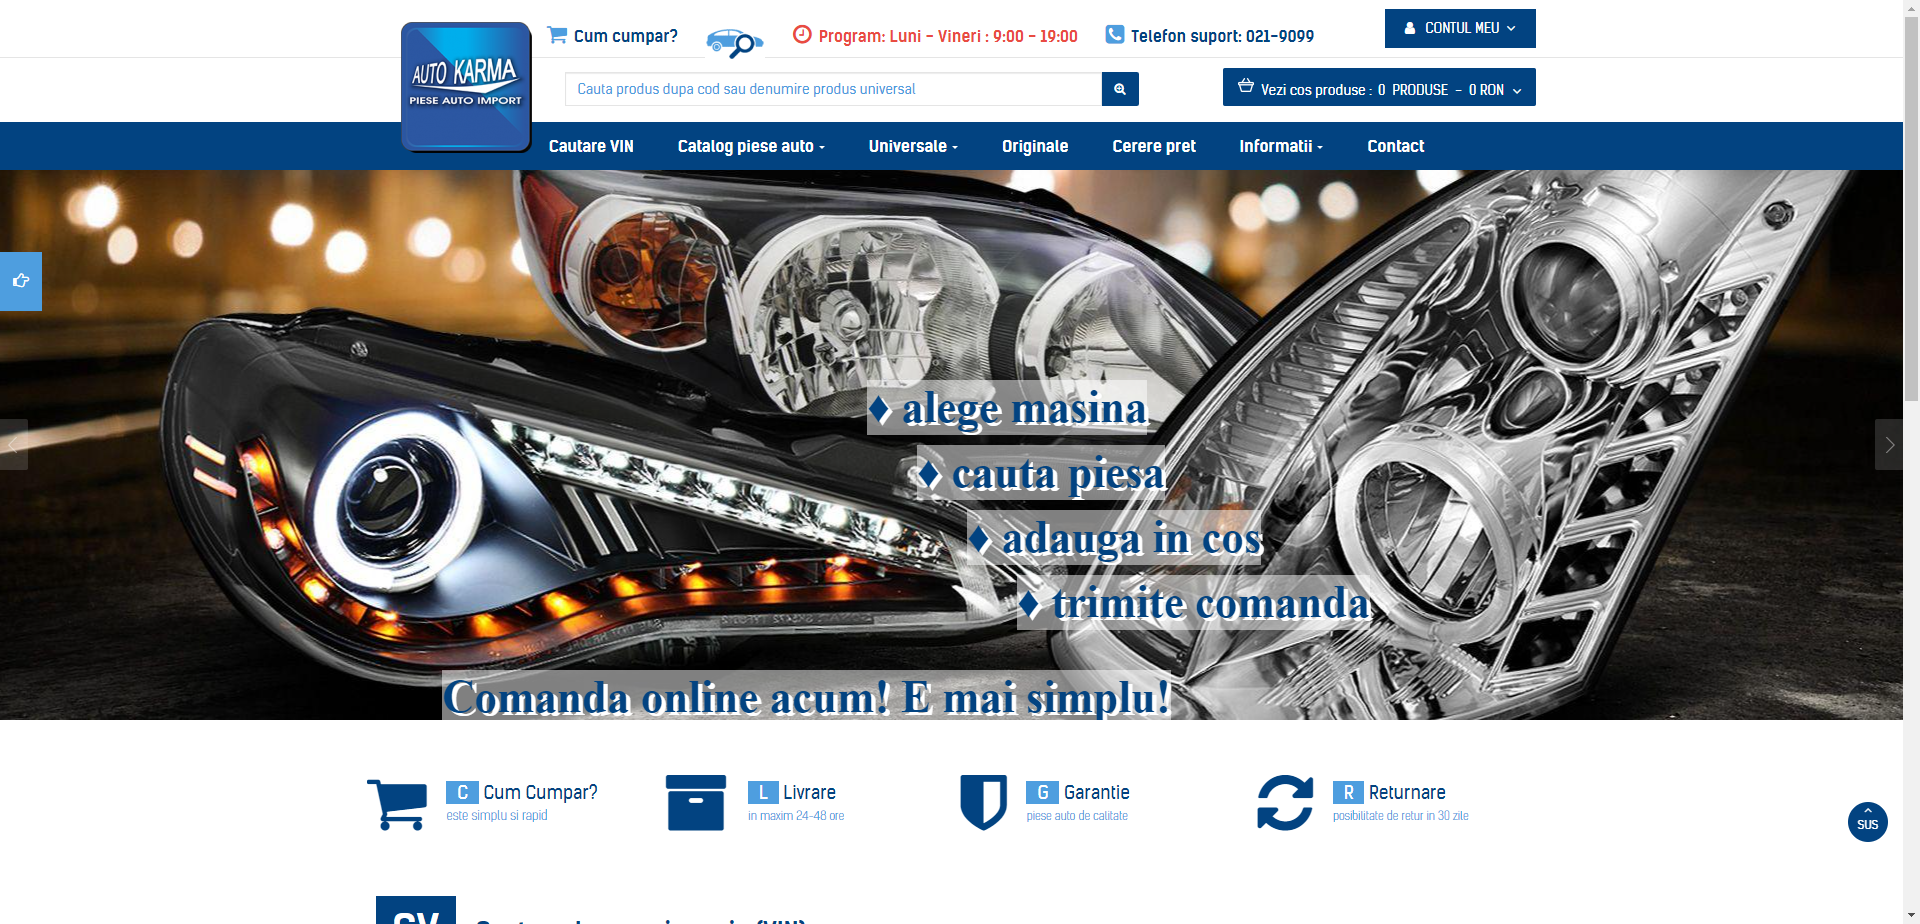 Cum cumpar?
Program: Luni - Vineri : 9:00 - 19:00
Telefon suport: 021-9099
CONTUL MEU
AUTO KARMA
PIESE AUTO IMPORT
Cauta produs dupa cod sau denumire produs universal
Vezi cos produse : 0 PRODUSE - 0 RON
Cautare VIN
Catalog piese auto
Universale
Originale
Cerere pret
Informatii
Contact
♦ alege masina
♦ cauta piesa
♦ adauga in cos
♦ trimite comanda
Comanda online acum! E mai simplu!
C Cum Cumpar?
este simplu si rapid
L Livrare
in maxim 24-48 ore
G Garantie
piese auto de calitate
R Returnare
posibilitate de retur in 30 zile
SUS